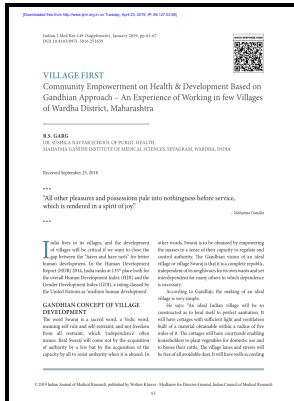 [Downloaded free from http://www.ijmr.org.in on Tuesday, April 23, 2019, IP: 59.127.53.68]
Indian J Med Res 149 (Supplement), January 2019, pp 63-67
DOI:10.4103/0971-5916.251659
VILLAGE FIRST
Community Empowerment on Health & Development Based on
Gandhian Approach – An Experience of Working in few Villages
of Wardha District, Maharashtra
B.S. GARG
DR. SUSHILA NAYYAR SCHOOL OF PUBLIC HEALTH,
MAHATMA GANDHI INSTITUTE OF MEDICAL SCIENCES, SEVAGRAM, WARDHA, INDIA
Received September 25, 2018
•••
“All other pleasures and possessions pale into nothingness before service,
which is rendered in a spirit of joy.”
– Mahatma Gandhi
•••
India lives in its villages, and the development
of villages will be critical if we want to close the
gap between the “haves and have not's” for better
human development. In the Human Development
Report (HDR) 2014, India ranks at 135th place both for
the overall Human Development Index (HDI) and the
Gender Development Index (GDI), a rating classed by
the United Nations as ‘medium human development’.
GANDHIAN CONCEPT OF VILLAGE
DEVELOPMENT
The word Swaraj is a sacred word, a Vedic word,
meaning self-rule and self-restraint, and not freedom
from all restraint, which ‘independence’ often
means. Real Swaraj will come not by the acquisition
of authority by a few but by the acquisition of the
capacity by all to resist authority when it is abused. In
other words, Swaraj is to be obtained by empowering
the masses to a sense of their capacity to regulate and
control authority. The Gandhian vision of an ideal
village or village Swaraj is that it is a complete republic,
independent of its neighbours for its own wants and yet
interdependent for many others in which dependence
is necessary.
According to Gandhiji, the making of an ideal
village is very simple.
He says: “An ideal Indian village will be so
constructed as to lend itself to perfect sanitation. It
will have cottages with sufficient light and ventilation
built of a material obtainable within a radius of five
miles of it. The cottages will have courtyards enabling
householders to plant vegetables for domestic use and
to house their cattle. The village lanes and streets will
be free of all avoidable dust. It will have wells according
© 2019 Indian Journal of Medical Research, published by Wolters Kluwer - Medknow for Director-General, Indian Council of Medical Research
63